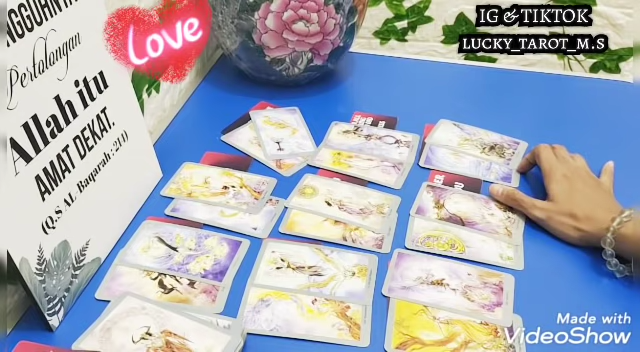 IG & TIKTOK
LUCKY_TAROT_M.S
Love
Pertolongan
Allah itu
AMAT DEKAT.
(Q.S AL Baqarah : 214)
Made with
VideoShow